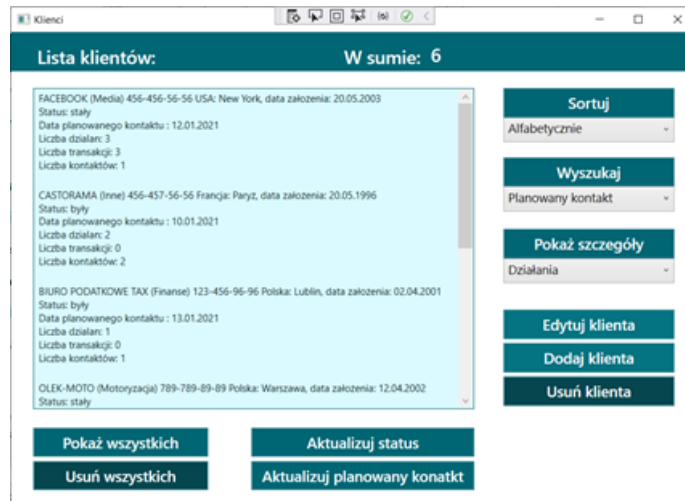 Klienci
Lista klientów:
W sumie: 6
FACEBOOK (Media) 456-456-56-56 USA: New York, data założenia: 20.05.2003
Status: stały
Data planowanego kontaktu : 12.01.2021
Liczba dzialan: 3
Liczba transakcji: 3
Liczba kontaktów: 1
CASTORAMA (Inne) 456-457-56-56 Francja: Paryz, data założenia: 20.05.1996
Status: były
Data planowanego kontaktu : 10.01.2021
Liczba dzialan: 2
Liczba transakcji: 0
Liczba kontaktów: 2
BIURO PODATKOWE TAX (Finanse) 123-456-96-96 Polska: Lublin, data założenia: 02.04.2001
Status: były
Data planowanego kontaktu : 13.01.2021
Liczba dzialan: 1
Liczba transakcji: 0
Liczba kontaktów: 1
OLEK-MOTO (Motoryzacja) 789-789-89-89 Polska: Warszawa, data założenia: 12.04.2002
Status: stały
Sortuj
Alfabetycznie
Wyszukaj
Planowany kontakt
Pokaż szczegóły
Działania
Edytuj klienta
Dodaj klienta
Usuń klienta
Pokaż wszystkich
Aktualizuj status
Usuń wszystkich
Aktualizuj planowany konatkt